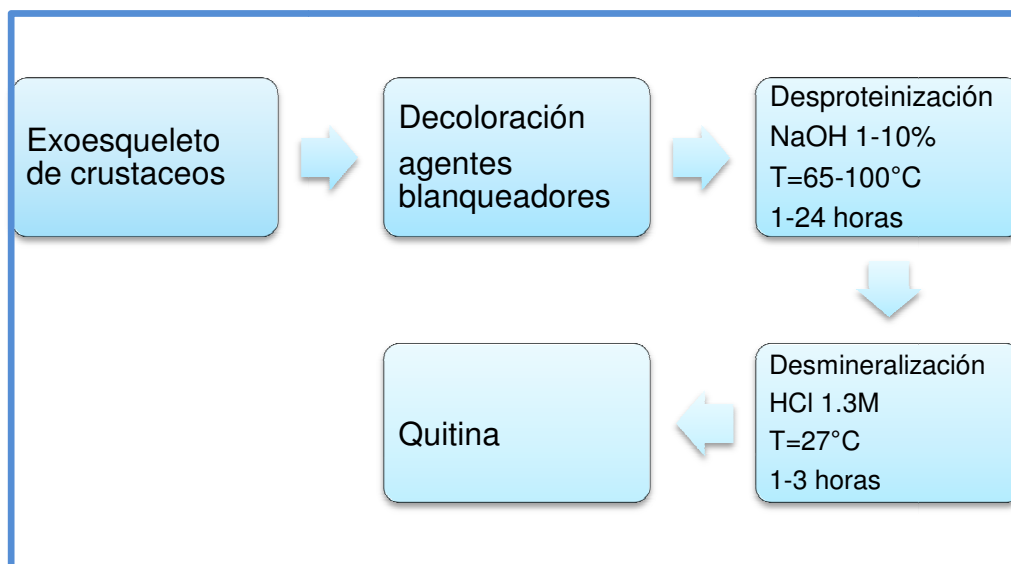 Exoesqueleto
de crustaceos
Decoloración
agentes
blanqueadores
Desproteinización
NaOH 1-10%
T=65-100°C
1-24 horas
Desmineralización
HCl 1.3M
T=27°C
1-3 horas
Quitina